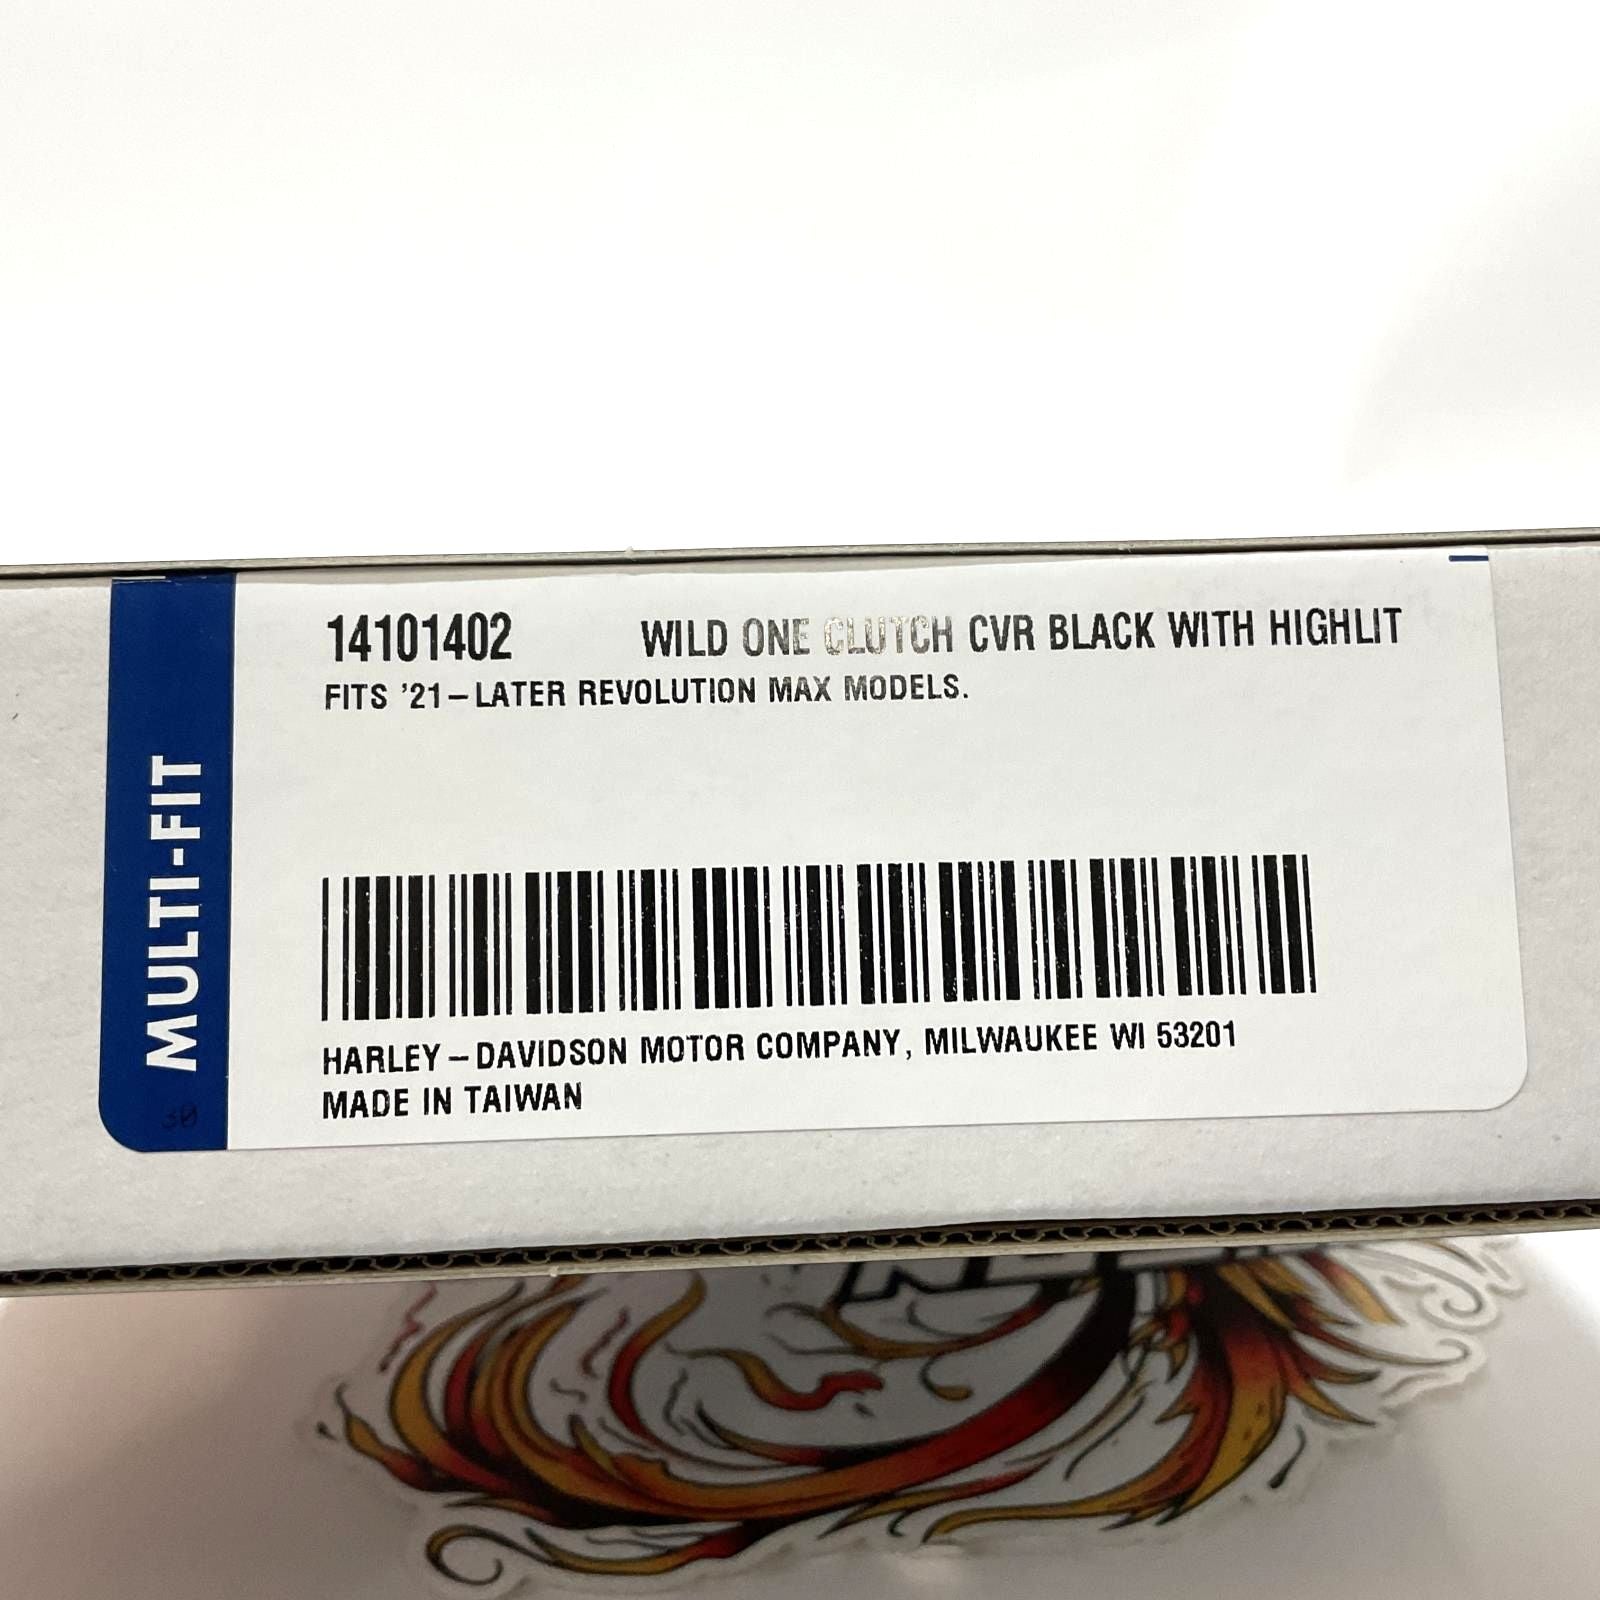 14101402 WILD ONE CLUTCH CVR BLACK WITH HIGHLIT
FITS '21-LATER REVOLUTION MAX MODELS.
MULTI-FIT
30
HARLEY-DAVIDSON MOTOR COMPANY, MILWAUKEE WI 53201
MADE IN TAIWAN